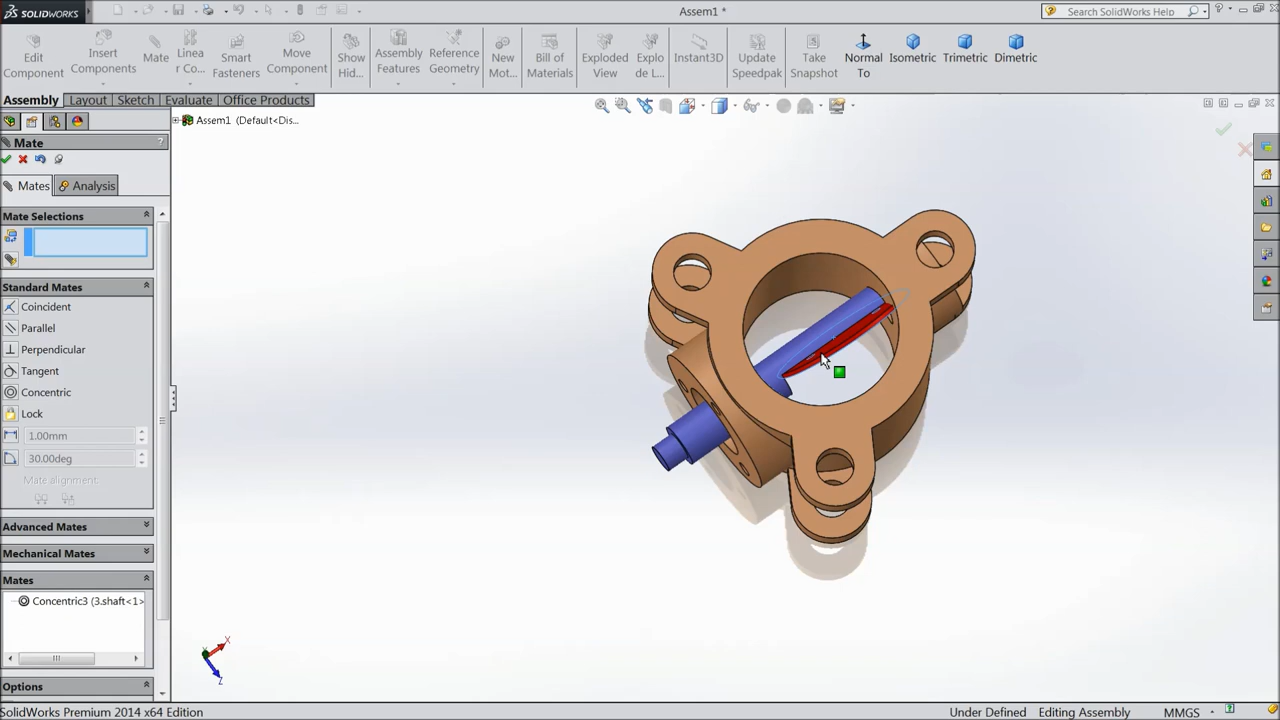 SOLIDWORKS
Assem1 *
Search SolidWorks Help
Edit Component
Insert Components
Mate
Linea r Co...
Smart Fasteners
Move Component
Show Hid...
Assembly Features
Reference Geometry
New Mot...
Bill of Materials
Exploded View
Explo de L...
Instant3D
Update Speedpak
Take Snapshot
Normal To
Isometric
Trimetric
Dimetric
Assembly Layout Sketch Evaluate Office Products
Assem1 (Default<Dis...
Mate ?
Mates Analysis
Mate Selections
Standard Mates
Coincident
Parallel
Perpendicular
Tangent
Concentric
Lock
1.00mm
30.00deg
Mate alignment:
Advanced Mates
Mechanical Mates
Mates
Concentric3 (3.shaft<1>
Options
X
Y
Z
SolidWorks Premium 2014 x64 Edition
Under Defined Editing Assembly MMGS